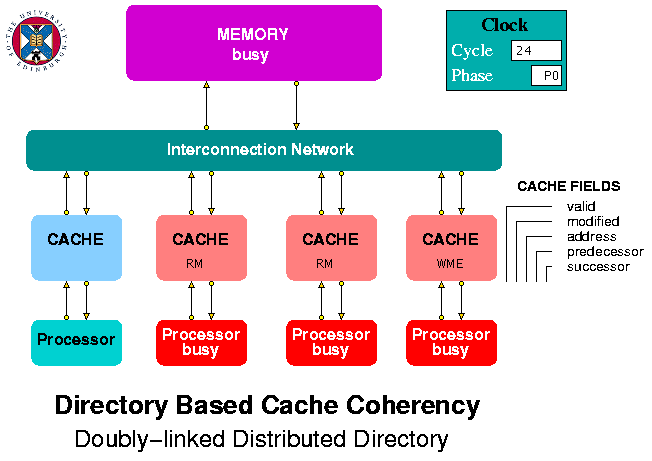 THE UNIVERSITY
OF EDINBURGH
MEMORY
busy
Clock
Cycle 24
Phase P0
Interconnection Network
CACHE FIELDS
valid
modified
address
predecessor
successor
CACHE CACHE CACHE CACHE
RM RM WME
Processor Processor Processor Processor
busy busy busy
Directory Based Cache Coherency
Doubly-linked Distributed Directory